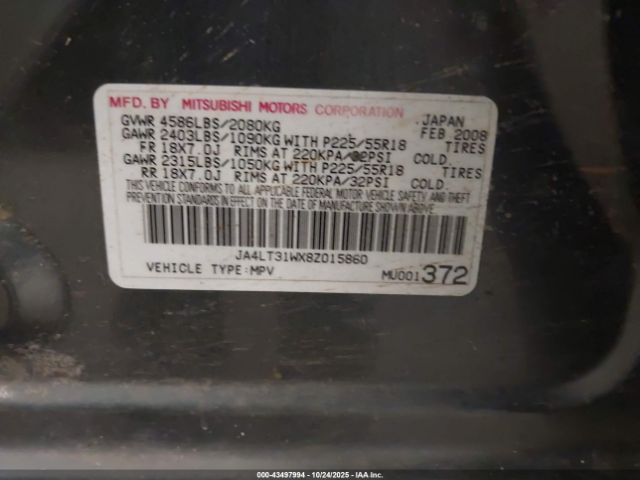 MFD. BY MITSUBISHI MOTORS CORPORATION
GVWR 4586LBS/2080KG JAPAN FEB 2008
GAWR 2403LBS/1090KG WITH P225/55R18 TIRES
FR 18X7.0J RIMS AT 220KPA/32PSI COLD.
GAWR 2315LBS/1050KG WITH P225/55R18 TIRES
RR 18X7.0J RIMS AT 220KPA/32PSI COLD.
THIS VEHICLE CONFORMS TO ALL APPLICABLE FEDERAL MOTOR VEHICLE SAFETY AND THEFT
PREVENTION STANDARDS IN EFFECT ON THE DATE OF MANUFACTURE SHOWN ABOVE.
JA4LT31WX8Z015860
VEHICLE TYPE:MPV MU001372
000-43497994 - 10/24/2025 - IAAI.COM